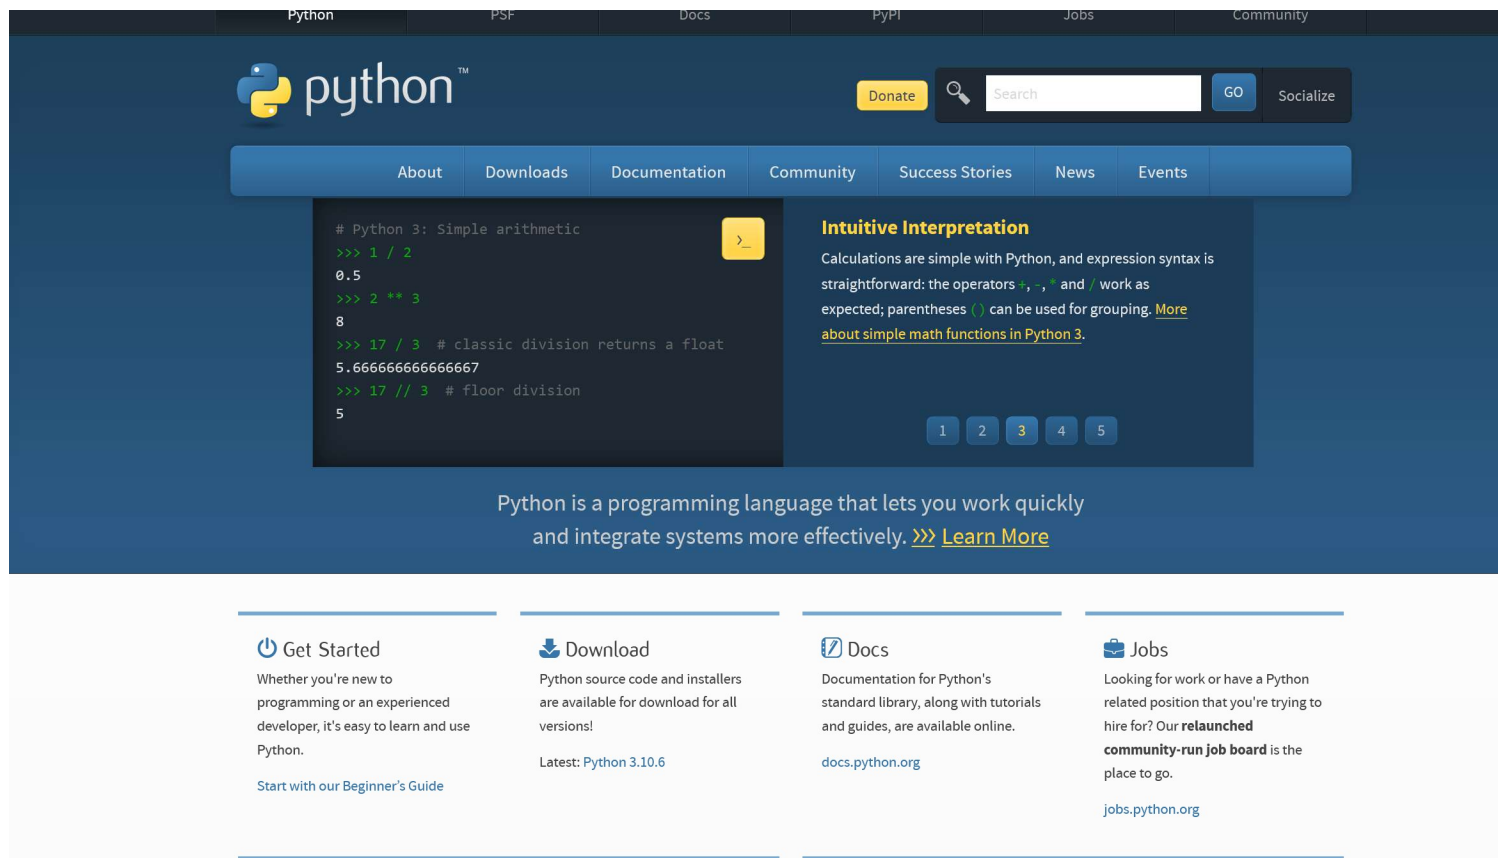 Python PSF Docs PyPI Jobs Community
python™
Donate Search GO Socialize
About Downloads Documentation Community Success Stories News Events
# Python 3: Simple arithmetic
>>> 1 / 2
0.5
>>> 2 ** 3
8
>>> 17 / 3  # classic division returns a float
5.666666666666667
>>> 17 // 3  # floor division
5
>_
Intuitive Interpretation
Calculations are simple with Python, and expression syntax is
straightforward: the operators +, -, * and / work as
expected; parentheses () can be used for grouping. More
about simple math functions in Python 3.
1 2 3 4 5
Python is a programming language that lets you work quickly
and integrate systems more effectively. >>> Learn More
Get Started
Whether you're new to
programming or an experienced
developer, it's easy to learn and use
Python.
Start with our Beginner’s Guide
Download
Python source code and installers
are available for download for all
versions!
Latest: Python 3.10.6
Docs
Documentation for Python's
standard library, along with tutorials
and guides, are available online.
docs.python.org
Jobs
Looking for work or have a Python
related position that you're trying to
hire for? Our relaunched
community-run job board is the
place to go.
jobs.python.org